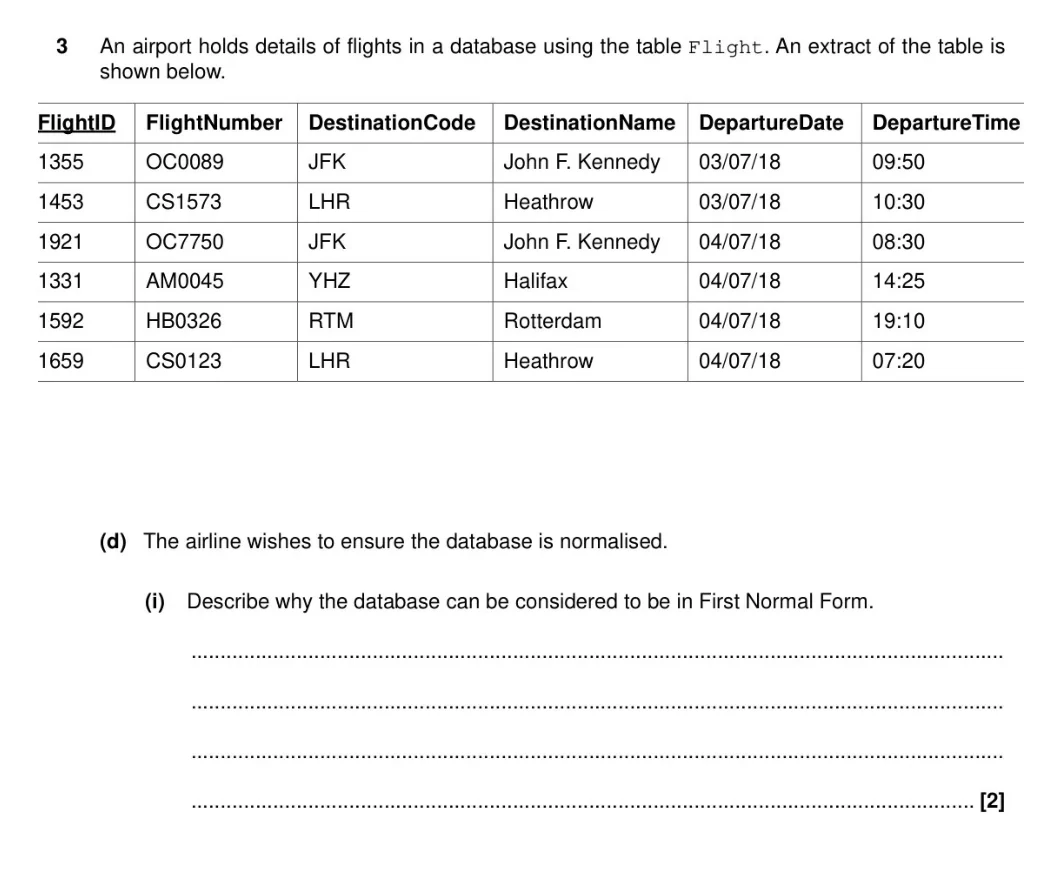 3 An airport holds details of flights in a database using the table Flight. An extract of the table is
shown below.
FlightID FlightNumber DestinationCode DestinationName DepartureDate DepartureTime
1355 OC0089 JFK John F. Kennedy 03/07/18 09:50
1453 CS1573 LHR Heathrow 03/07/18 10:30
1921 OC7750 JFK John F. Kennedy 04/07/18 08:30
1331 AM0045 YHZ Halifax 04/07/18 14:25
1592 HB0326 RTM Rotterdam 04/07/18 19:10
1659 CS0123 LHR Heathrow 04/07/18 07:20
(d) The airline wishes to ensure the database is normalised.
(i) Describe why the database can be considered to be in First Normal Form.
[2]